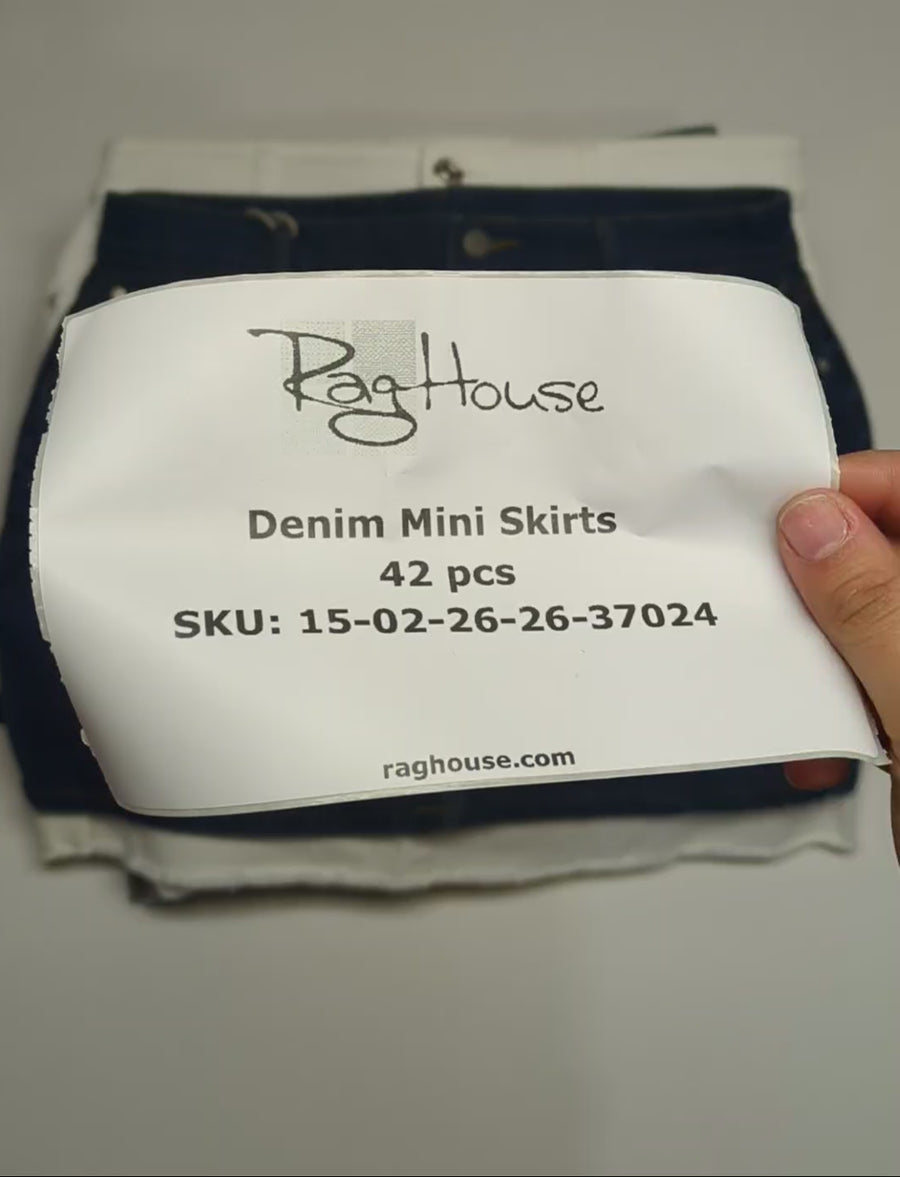 RagHouse
Denim Mini Skirts
42 pcs
SKU: 15-02-26-26-37024
raghouse.com